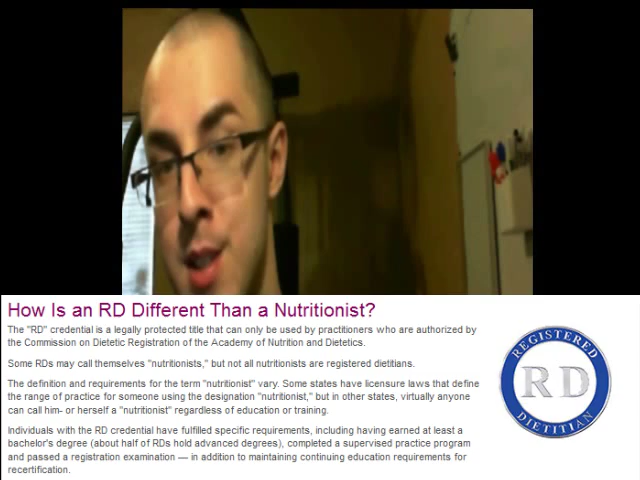 How Is an RD Different Than a Nutritionist?
The "RD" credential is a legally protected title that can only be used by practitioners who are authorized by
the Commission on Dietetic Registration of the Academy of Nutrition and Dietetics.
Some RDs may call themselves "nutritionists," but not all nutritionists are registered dietitians.
The definition and requirements for the term "nutritionist" vary. Some states have licensure laws that define
the range of practice for someone using the designation "nutritionist," but in other states, virtually anyone
can call him- or herself a "nutritionist" regardless of education or training.
Individuals with the RD credential have fulfilled specific requirements, including having earned at least a
bachelor's degree (about half of RDs hold advanced degrees), completed a supervised practice program
and passed a registration examination — in addition to maintaining continuing education requirements for
recertification.
REGISTERED
RD
DIETITIAN